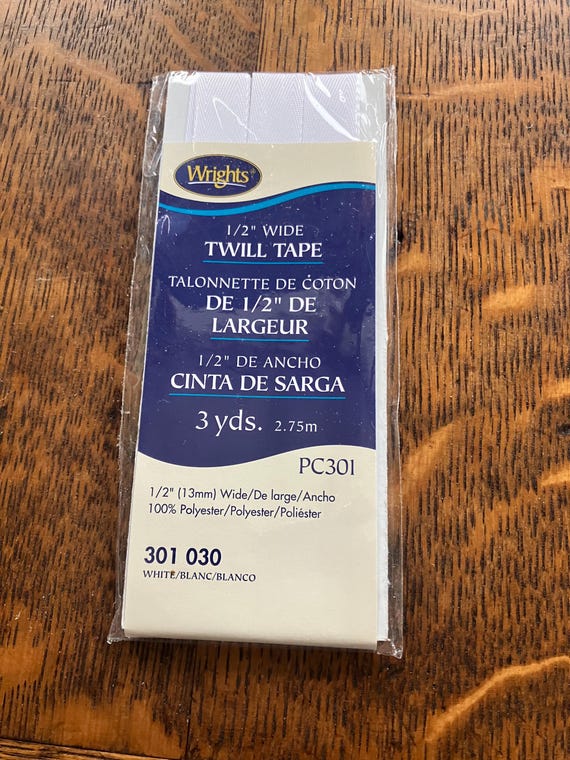 Wrights®
1/2" WIDE
TWILL TAPE
TALONNETTE DE COTON
DE 1/2" DE
LARGEUR
1/2" DE ANCHO
CINTA DE SARGA
3 yds. 2.75m
PC301
1/2" (13mm) Wide/De large/Ancho
100% Polyester/Polyester/Poliéster
301 030
WHITE/BLANC/BLANCO